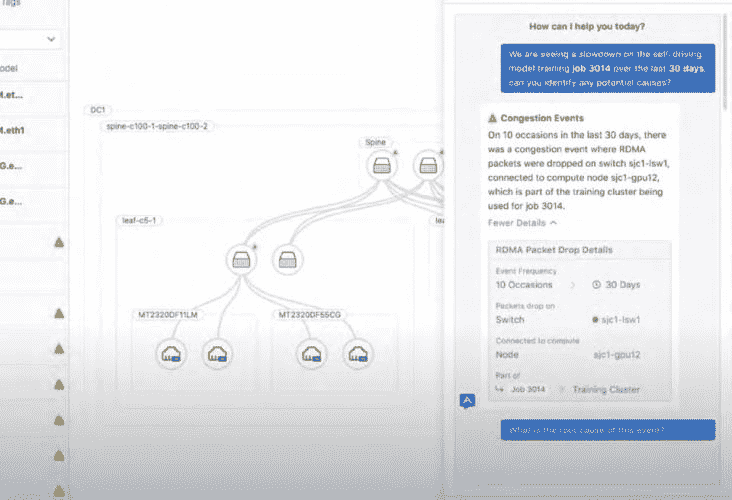 Tags
odel
M.et...
M.eth1
G.e...
G.e...
DC1
spine-c100-1-spine-c100-2
Spine
leaf-c5-1
lea
MT2320DF11LM
MT2320DF55CG
How can I help you today?
We are seeing a slowdown on the self-driving
model training job 3014 over the last 30 days,
can you identify any potential causes?
Congestion Events
On 10 occasions in the last 30 days, there
was a congestion event where RDMA
packets were dropped on switch sjc1-lsw1,
connected to compute node sjc1-gpu12,
which is part of the training cluster being
used for job 3014.
Fewer Details
RDMA Packet Drop Details
Event Frequency
10 Occasions
30 Days
Packets drop on
Switch
sjc1-lsw1
Connected to compute
Node
sjc1-gpu12
Part of
Job 3014
Training Cluster
What is the root cause of this event?